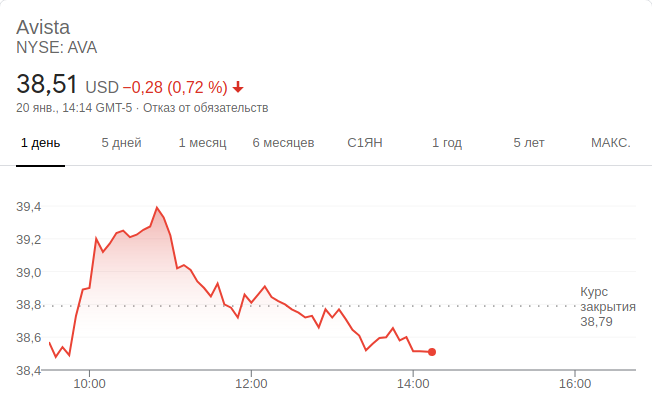 Avista
NYSE: AVA
38,51 USD −0,28 (0,72 %)
20 янв., 14:14 GMT-5 · Отказ от обязательств
1 день 5 дней 1 месяц 6 месяцев С1ЯН 1 год 5 лет МАКС.
39,4
39,2
39,0
38,8
38,6
38,4
Курс
закрытия
38,79
10:00 12:00 14:00 16:00